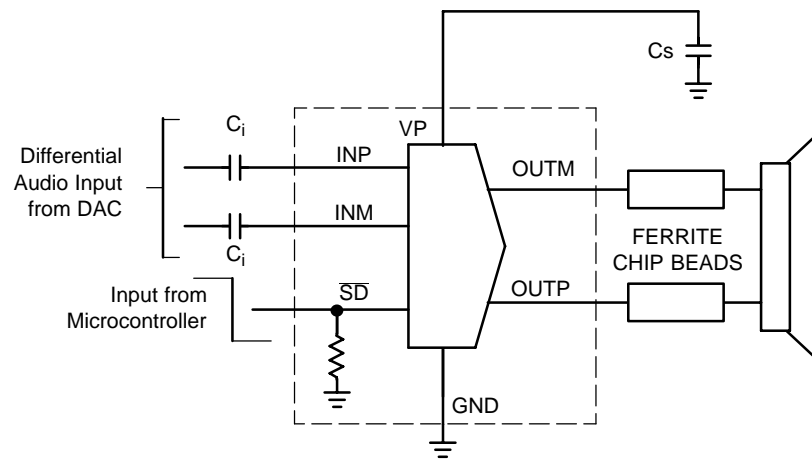 Cs
Ci
VP
Differential
Audio Input
from DAC
INP
OUTM
INM
Ci
FERRITE
CHIP BEADS
Input from
Microcontroller
SD
OUTP
GND